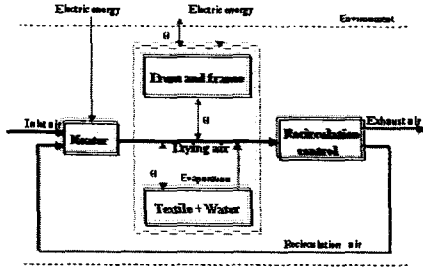 Electric energy
Electric energy
Environment
θ
Drum and frame
Inlet air
Exhaust air
θ
Heater
Recirculation
control
Drying air
θ
Evaporation
Textile + Water
Recirculation air